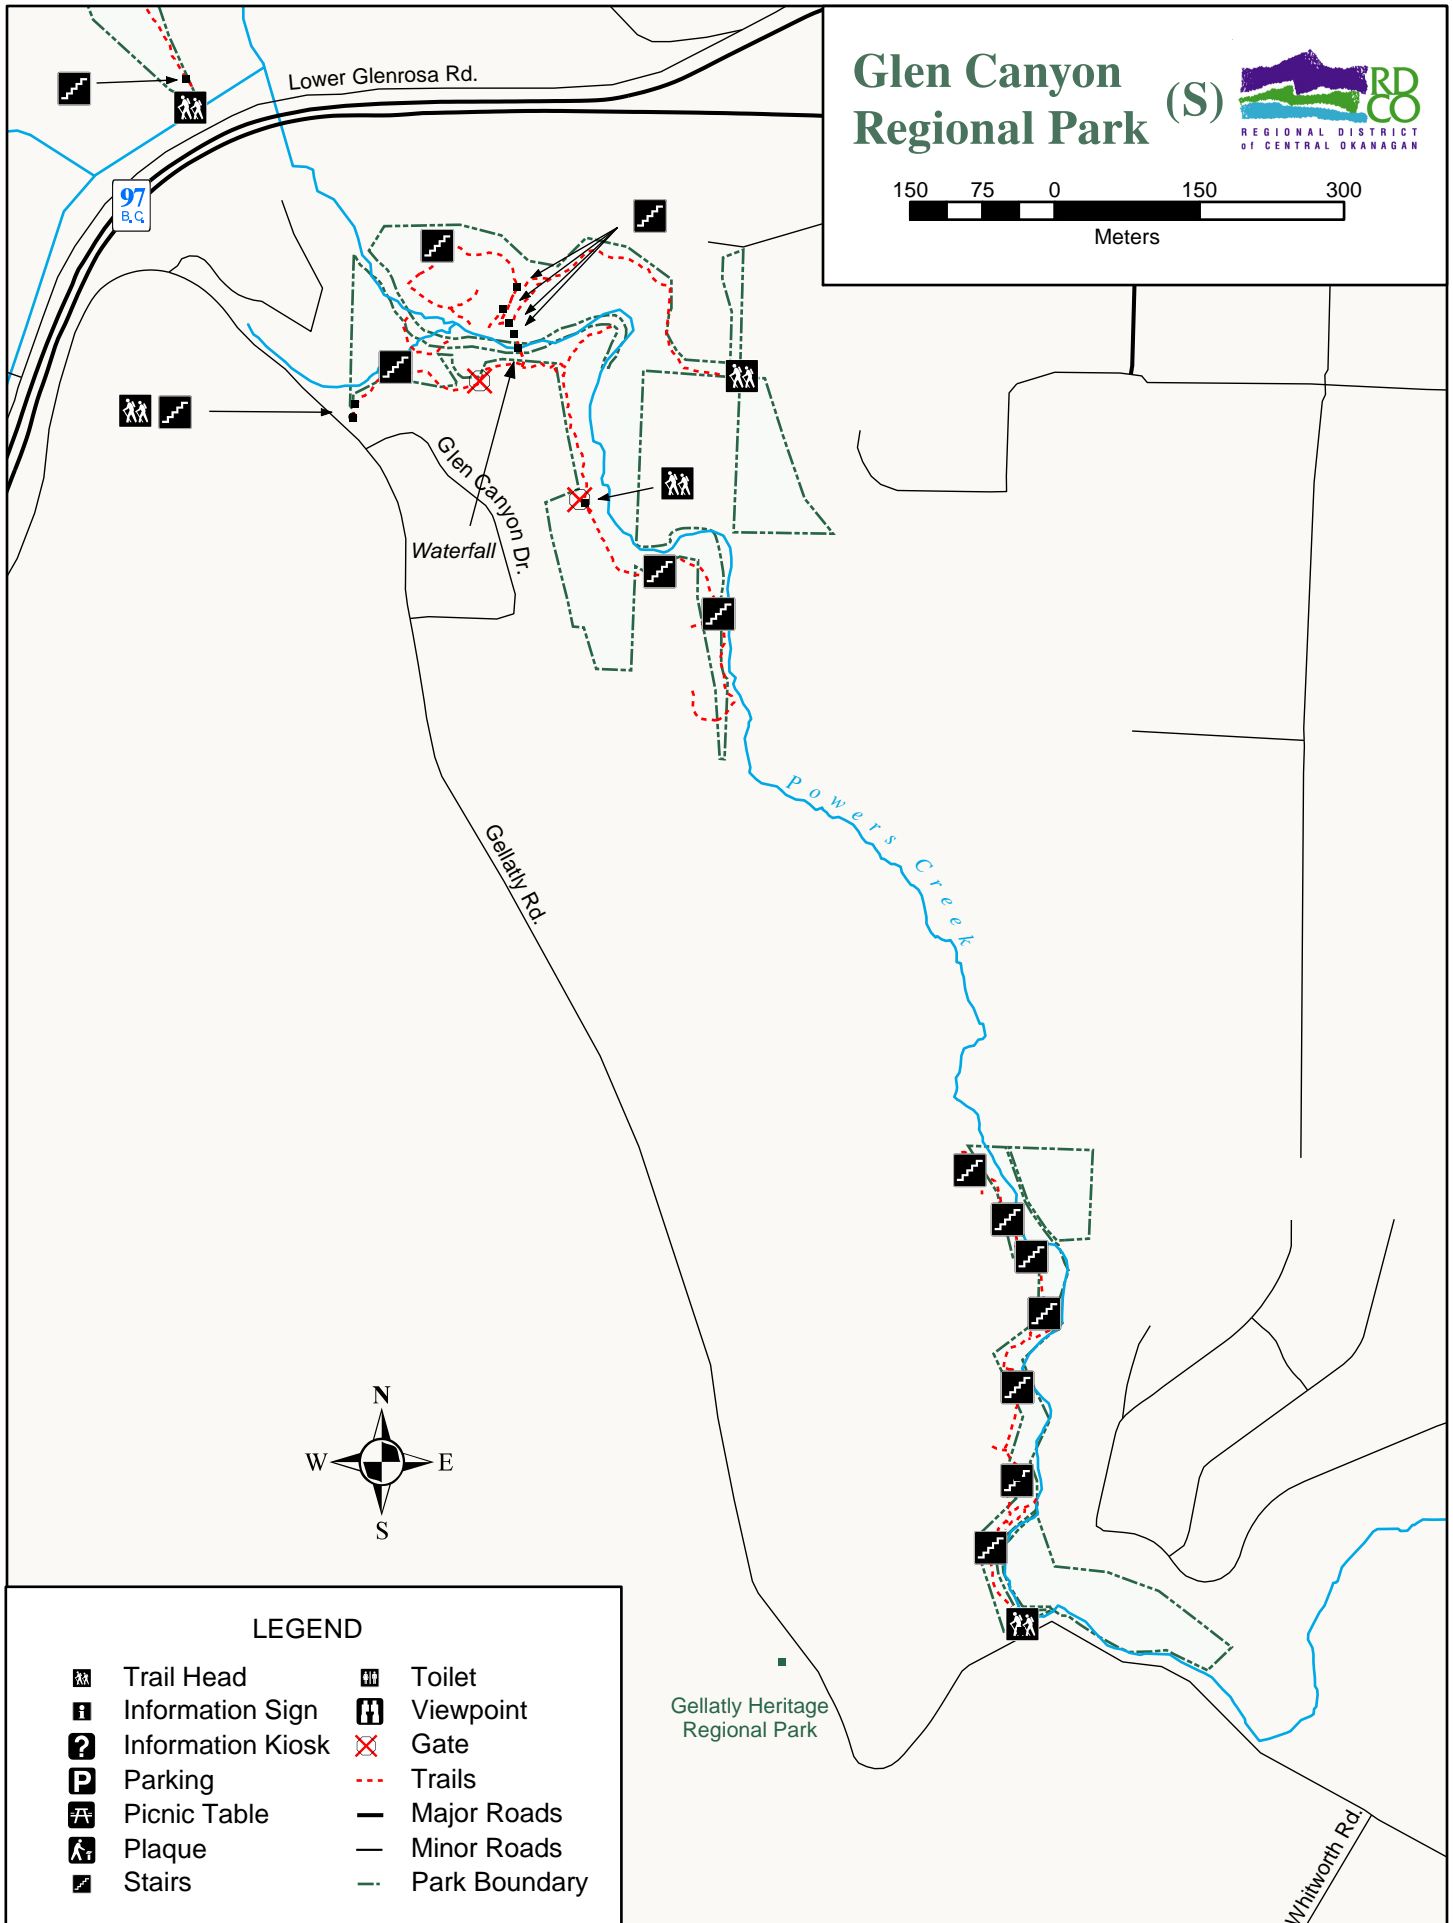 Glen Canyon
Regional Park
(S)
RD
CO
REGIONAL DISTRICT
of CENTRAL OKANAGAN
150 75 0 150 300
Meters
Lower Glenrosa Rd.
97
B.C.
Glen Canyon Dr.
Waterfall
Powers Creek
Gellatly Rd.
N
W E
S
Gellatly Heritage
Regional Park
Whitworth Rd.
LEGEND
Trail Head
Information Sign
? Information Kiosk
P Parking
Picnic Table
Plaque
Stairs
Toilet
Viewpoint
Gate
Trails
Major Roads
Minor Roads
Park Boundary